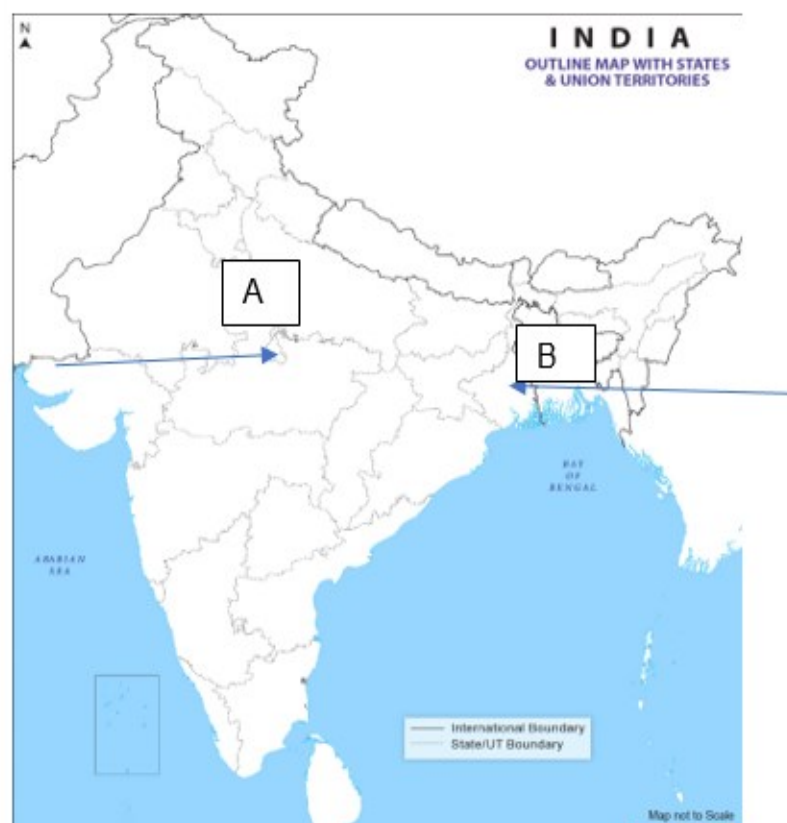 N
INDIA
OUTLINE MAP WITH STATES
& UNION TERRITORIES
A
B
BAY
OF
BENGAL
ARABIAN
SEA
International Boundary
State/UT Boundary
Map not to Scale